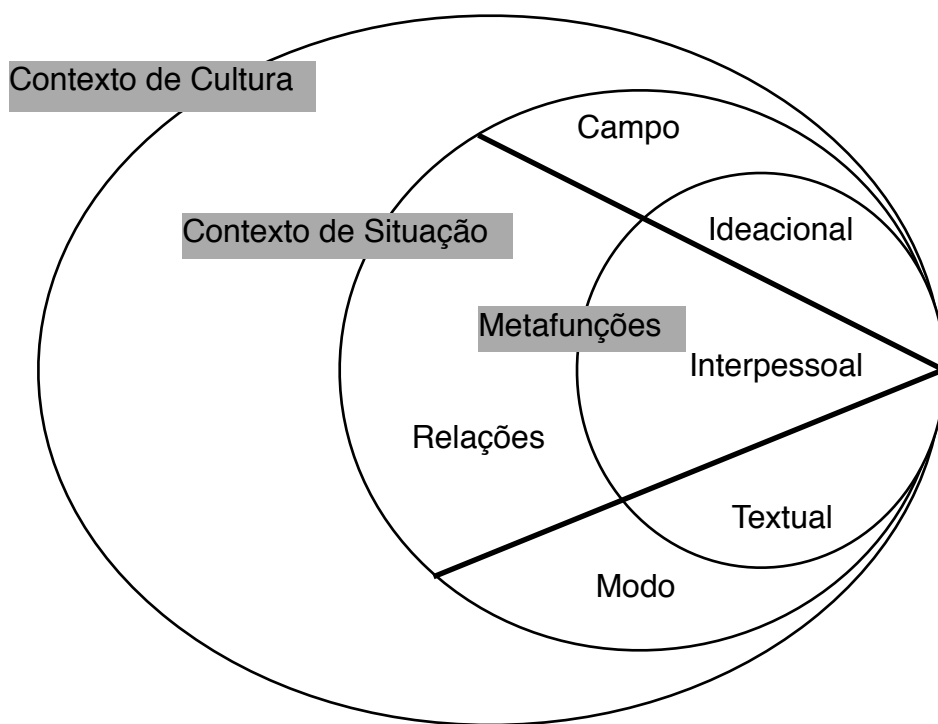 Contexto de Cultura
Campo
Contexto de Situação
Ideacional
Metafunções
Interpessoal
Relações
Textual
Modo